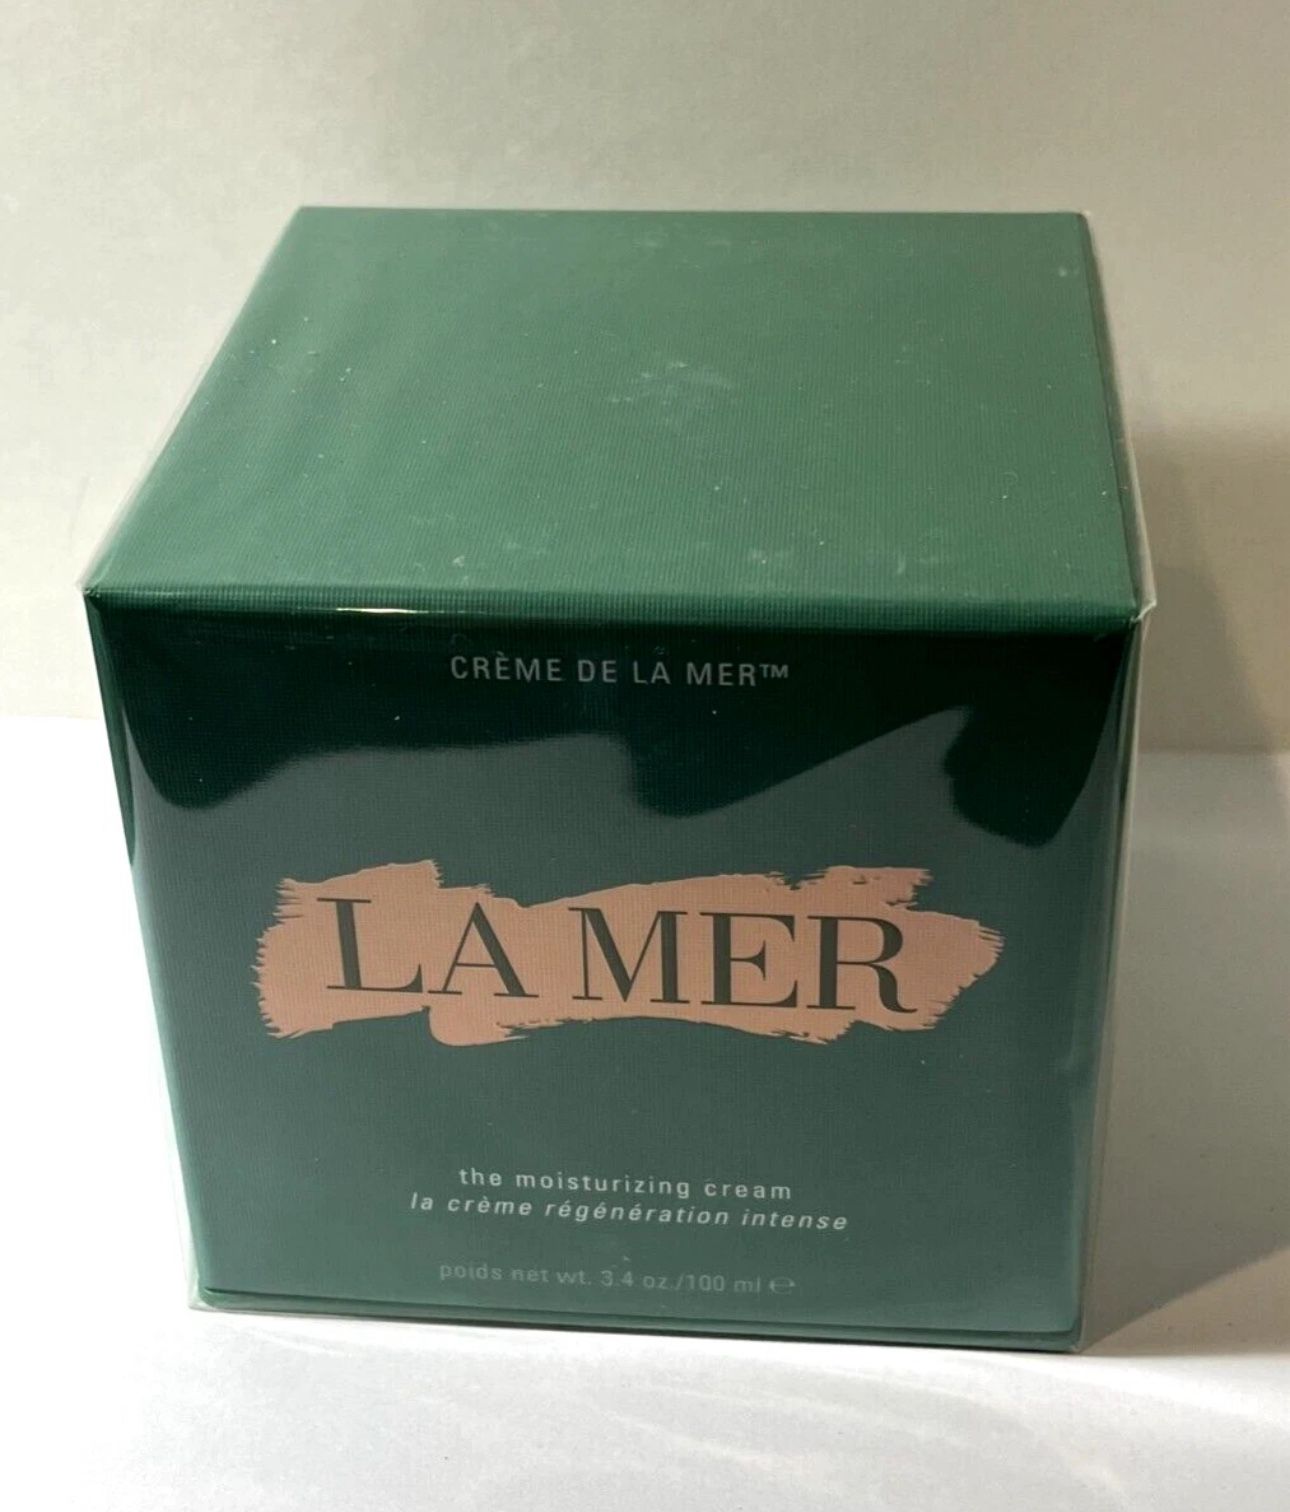 CRÈME DE LA MER™
LA MER
the moisturizing cream
la crème régénération intense
poids net wt. 3.4 oz./100 ml ℮